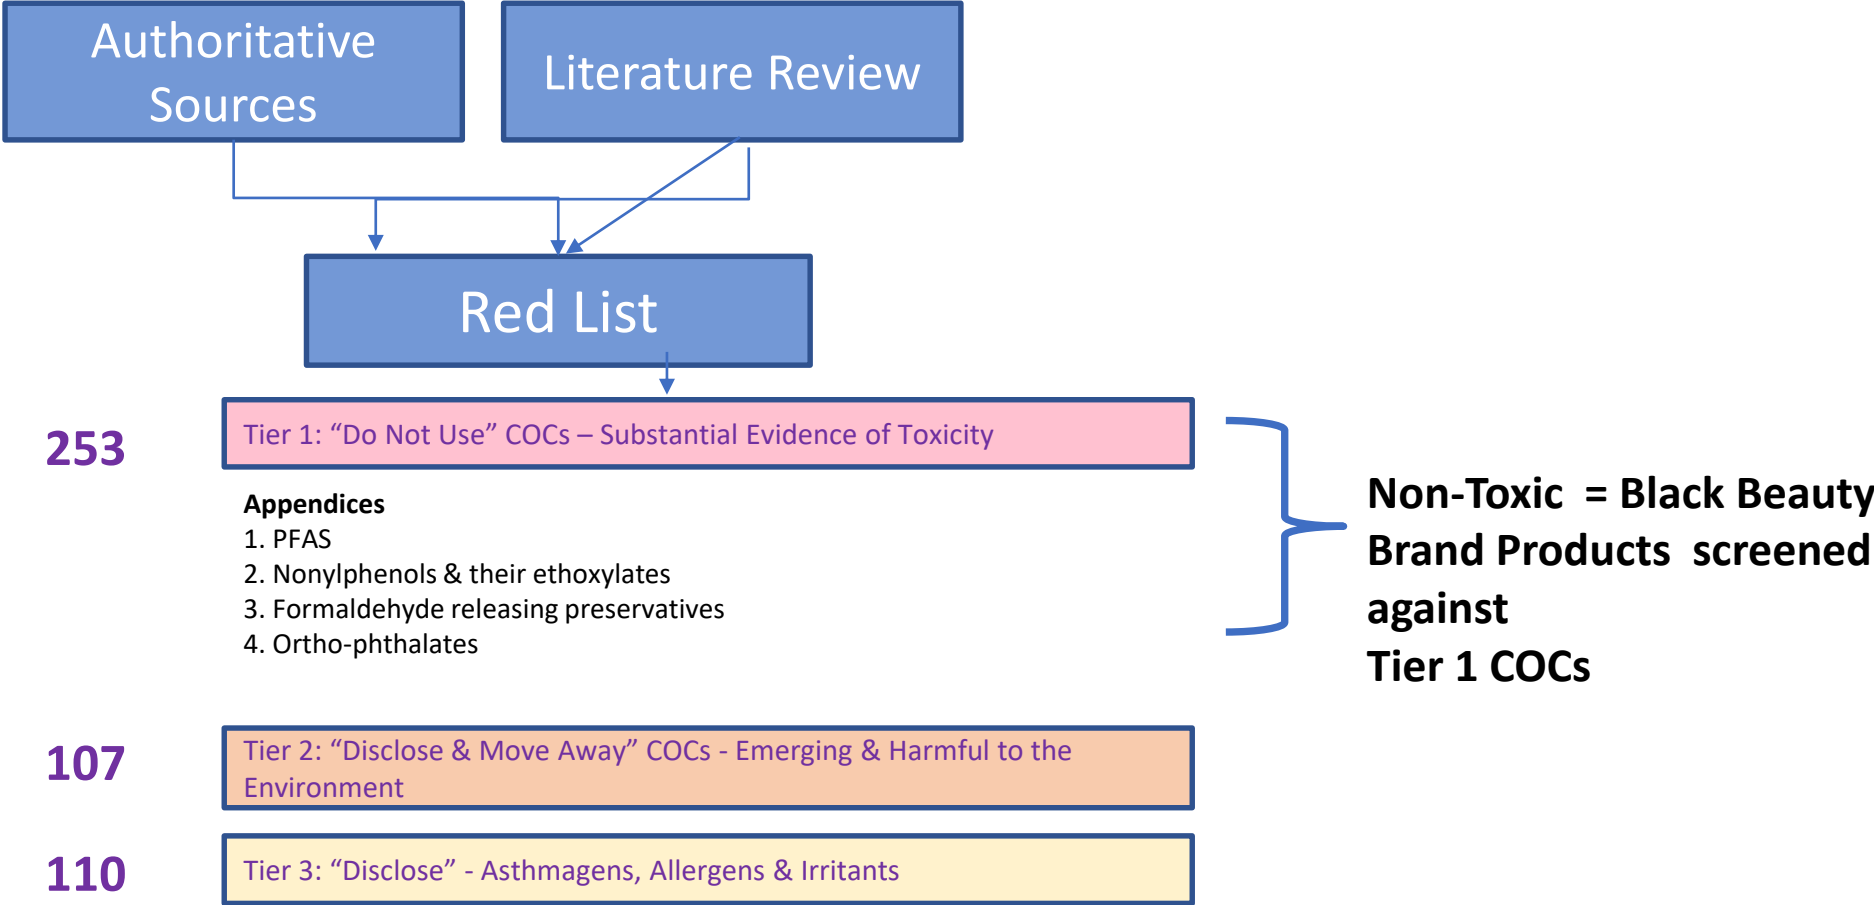 Authoritative
Sources
Literature Review
Red List
253
Tier 1: “Do Not Use” COCs – Substantial Evidence of Toxicity
Appendices
1. PFAS
2. Nonylphenols & their ethoxylates
3. Formaldehyde releasing preservatives
4. Ortho-phthalates
Non-Toxic = Black Beauty
Brand Products screened
against
Tier 1 COCs
107
Tier 2: “Disclose & Move Away” COCs - Emerging & Harmful to the
Environment
110
Tier 3: “Disclose” - Asthmagens, Allergens & Irritants